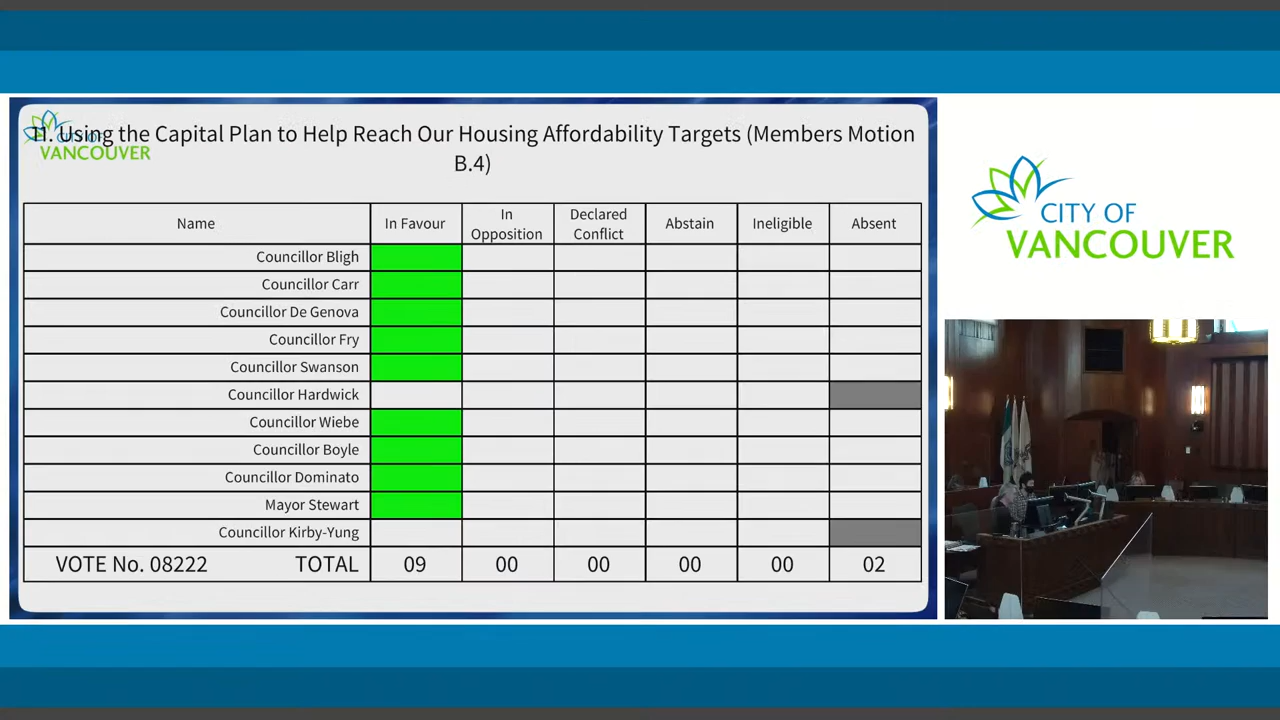 11. Using the Capital Plan to Help Reach Our Housing Affordability Targets (Members Motion
B.4)
CITY OF
VANCOUVER
Name In Favour In Opposition Declared Conflict Abstain Ineligible Absent
Councillor Bligh
Councillor Carr
Councillor De Genova
Councillor Fry
Councillor Swanson
Councillor Hardwick
Councillor Wiebe
Councillor Boyle
Councillor Dominato
Mayor Stewart
Councillor Kirby-Yung
VOTE No. 08222 TOTAL 09 00 00 00 00 02
CITY OF
VANCOUVER